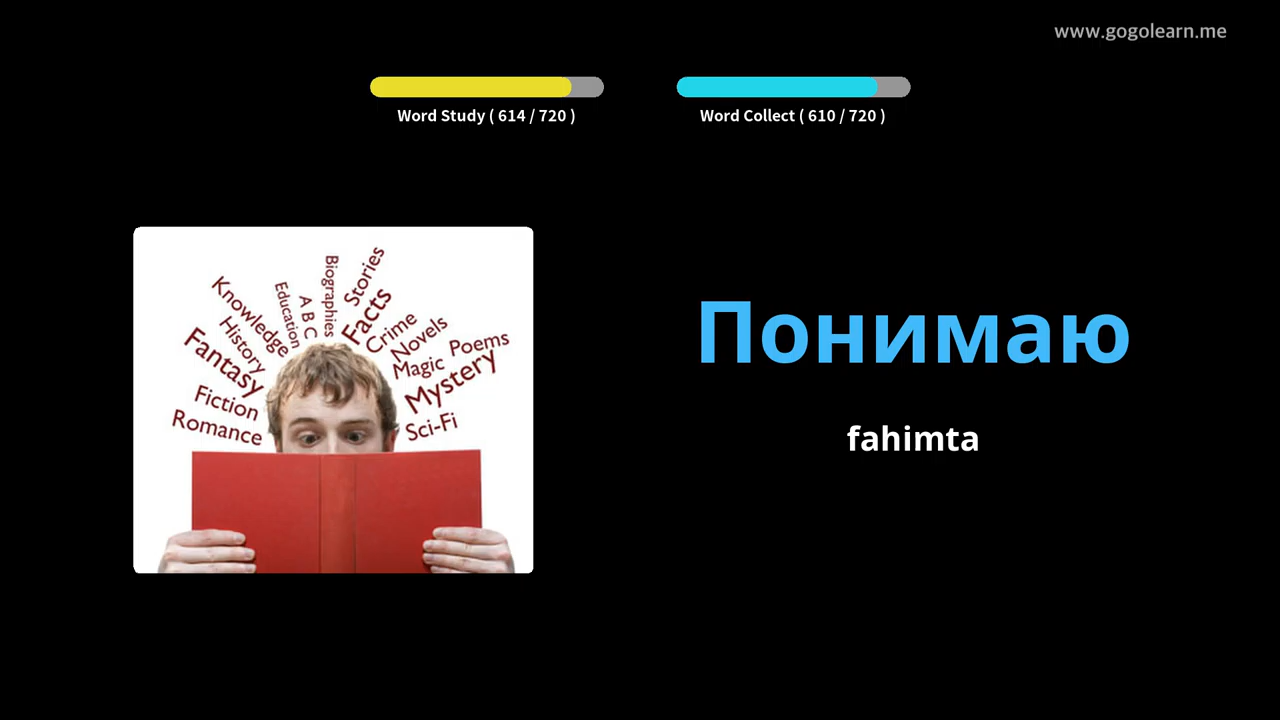 www.gogolearn.me
Word Study ( 614 / 720 )
Word Collect ( 610 / 720 )
Biographies
Stories
Education
A B C
Facts
Knowledge
Crime
History
Novels
Fantasy
Magic
Poems
Mystery
Fiction
Romance
Sci-Fi
Понимаю
fahimta